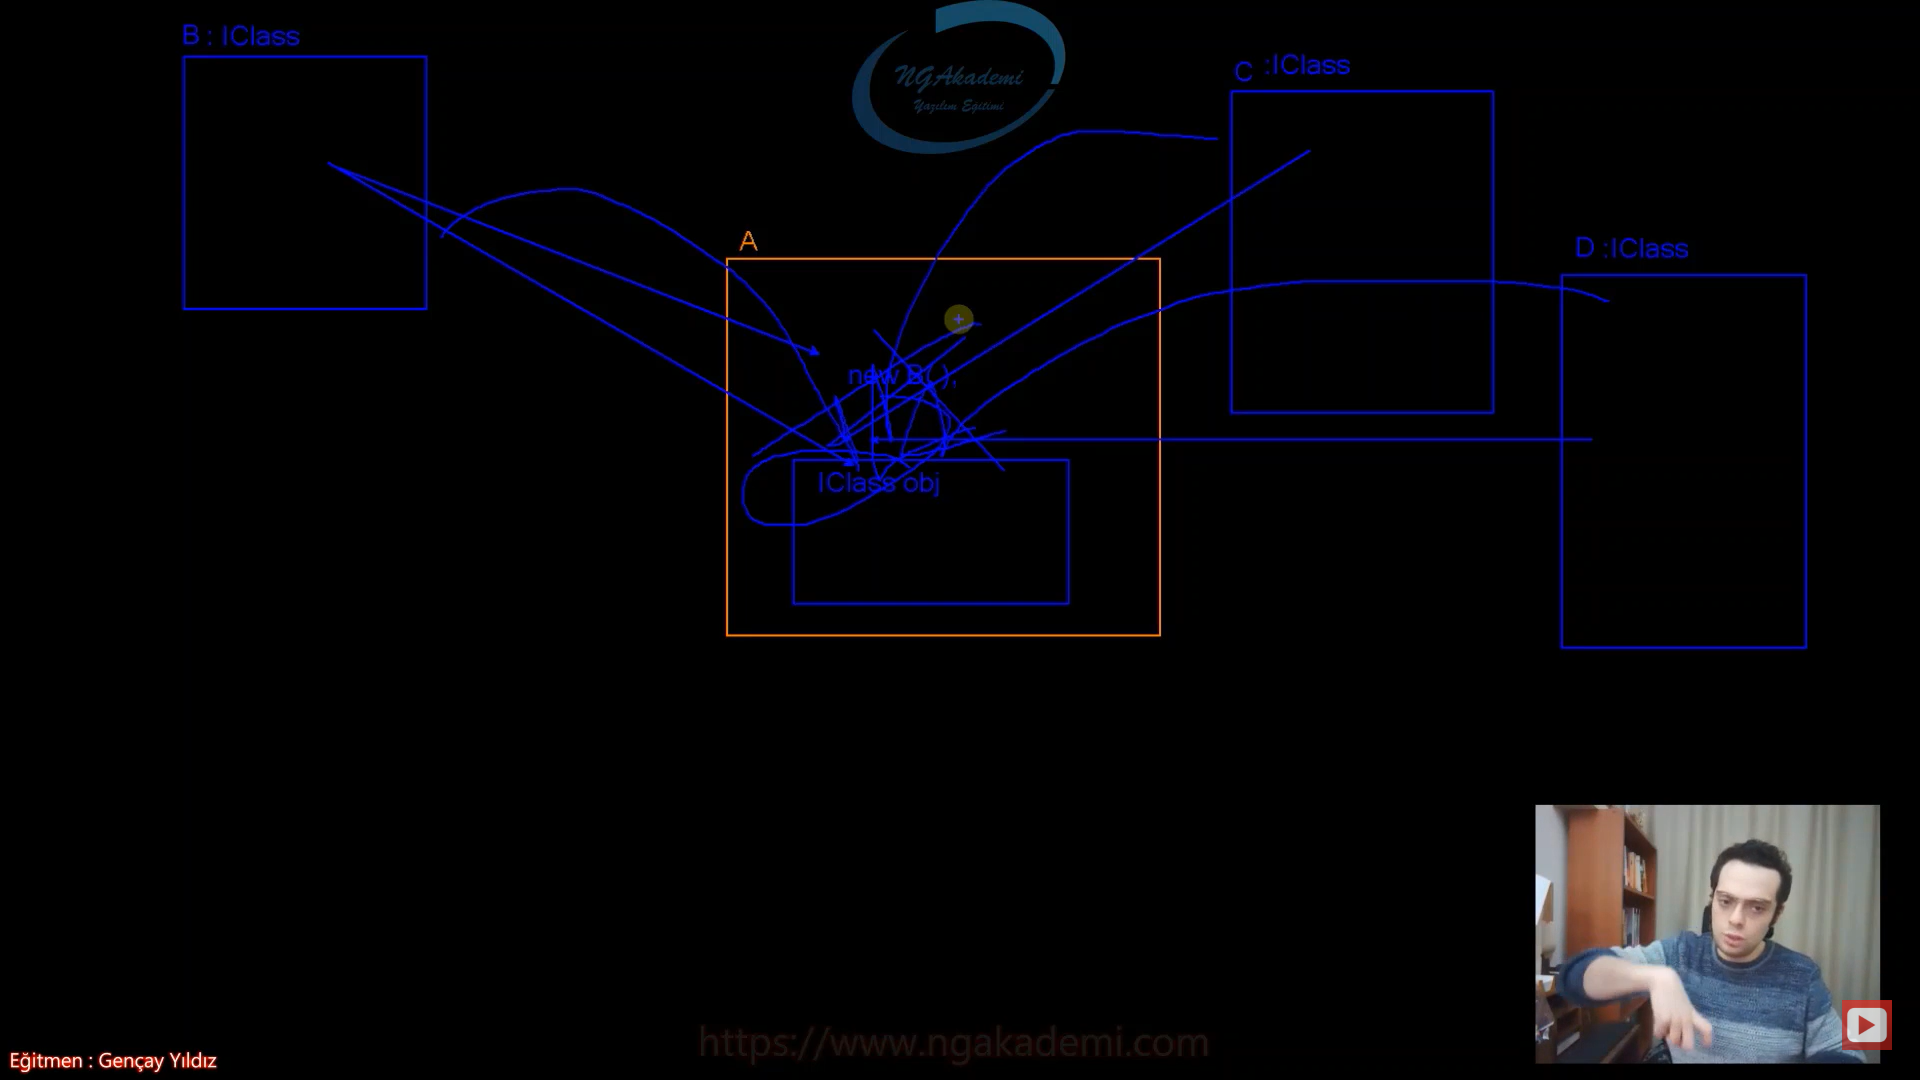 B : IClass
NGAkademi
Yazılım Eğitimi
C :IClass
A
D :IClass
new B();
IClass obj
https://www.ngakademi.com
Eğitmen : Gençay Yıldız